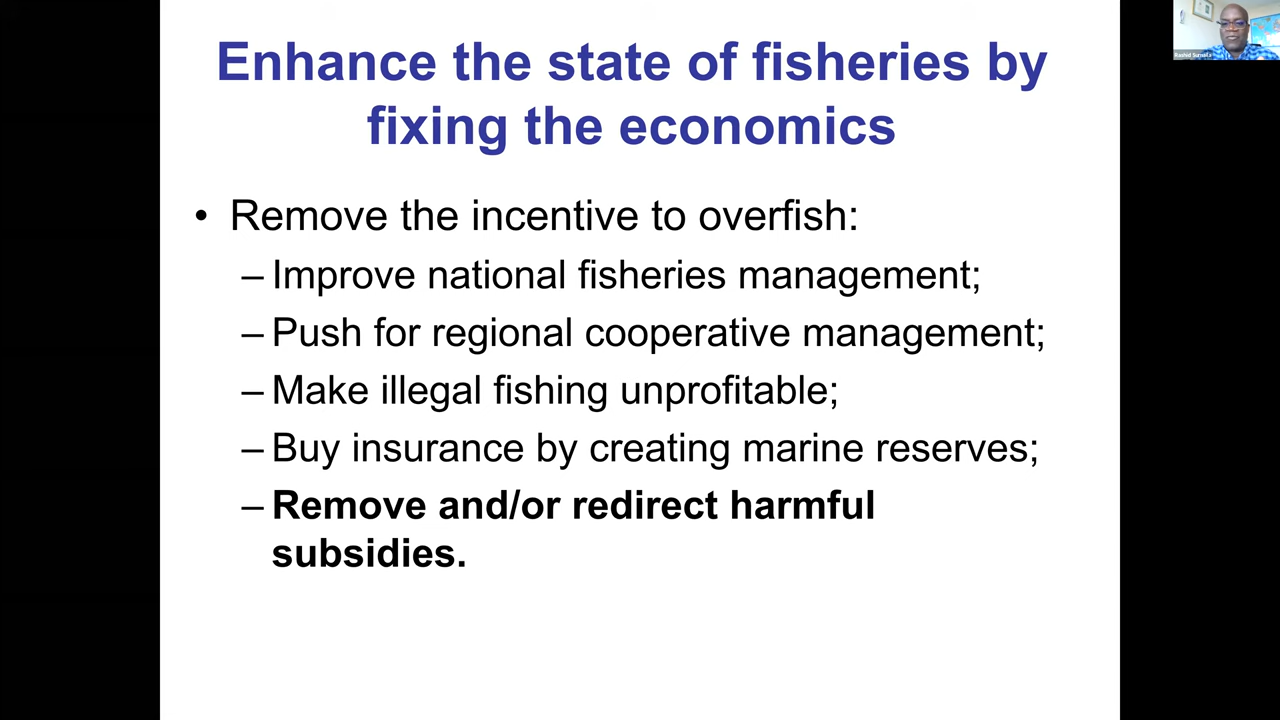 Enhance the state of fisheries by
fixing the economics
• Remove the incentive to overfish:
– Improve national fisheries management;
– Push for regional cooperative management;
– Make illegal fishing unprofitable;
– Buy insurance by creating marine reserves;
– Remove and/or redirect harmful
subsidies.
Rashid Sumaila